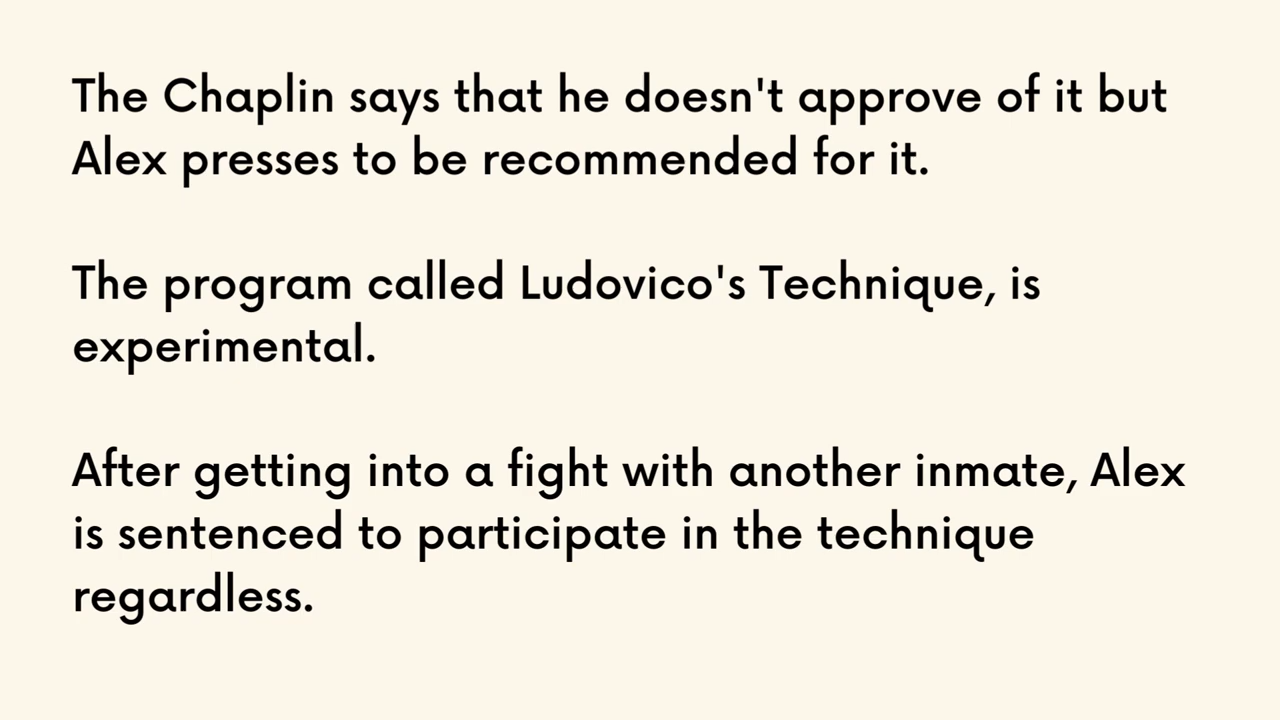 The Chaplin says that he doesn't approve of it but
Alex presses to be recommended for it.
The program called Ludovico's Technique, is
experimental.
After getting into a fight with another inmate, Alex
is sentenced to participate in the technique
regardless.